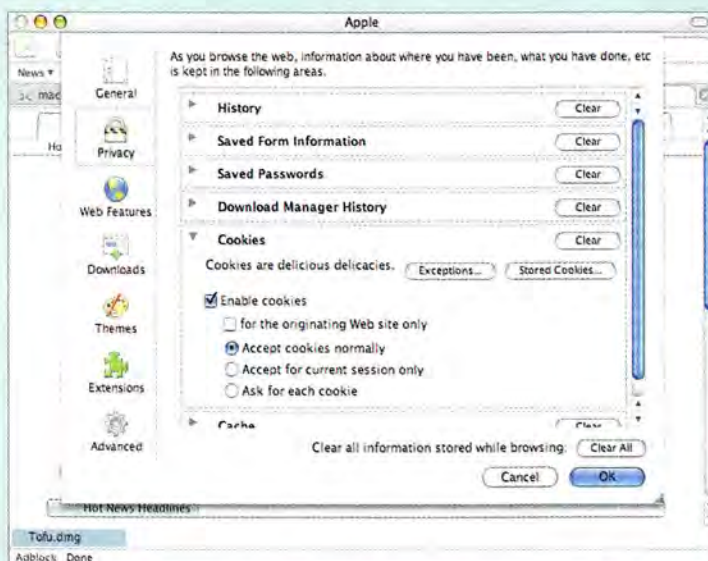 Apple
As you browse the web, information about where you have been, what you have done, etc
is kept in the following areas.
News
mac
General
History Clear
Ho
Privacy
Saved Form Information Clear
Saved Passwords Clear
Web Features
Download Manager History Clear
Cookies Clear
Downloads
Cookies are delicious delicacies. Exceptions... Stored Cookies...
Enable cookies
Themes
for the originating Web site only
Accept cookies normally
Accept for current session only
Extensions
Ask for each cookie
Cache Clear
Advanced
Clear all information stored while browsing: Clear All
Cancel OK
Hot News Headlines
Tofu.dmg
Adblock Done